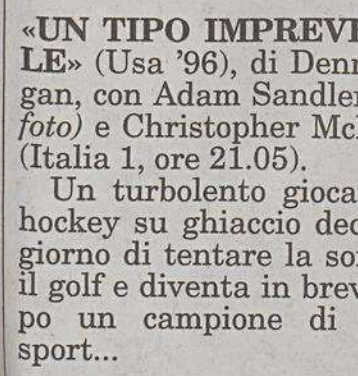 «UN TIPO IMPREVE
LE» (Usa '96), di Denn
gan, con Adam Sandler
foto) e Christopher Mc
(Italia 1, ore 21.05).
Un turbolento gioca
hockey su ghiaccio dec
giorno di tentare la so
il golf e diventa in brev
po un campione di
sport...